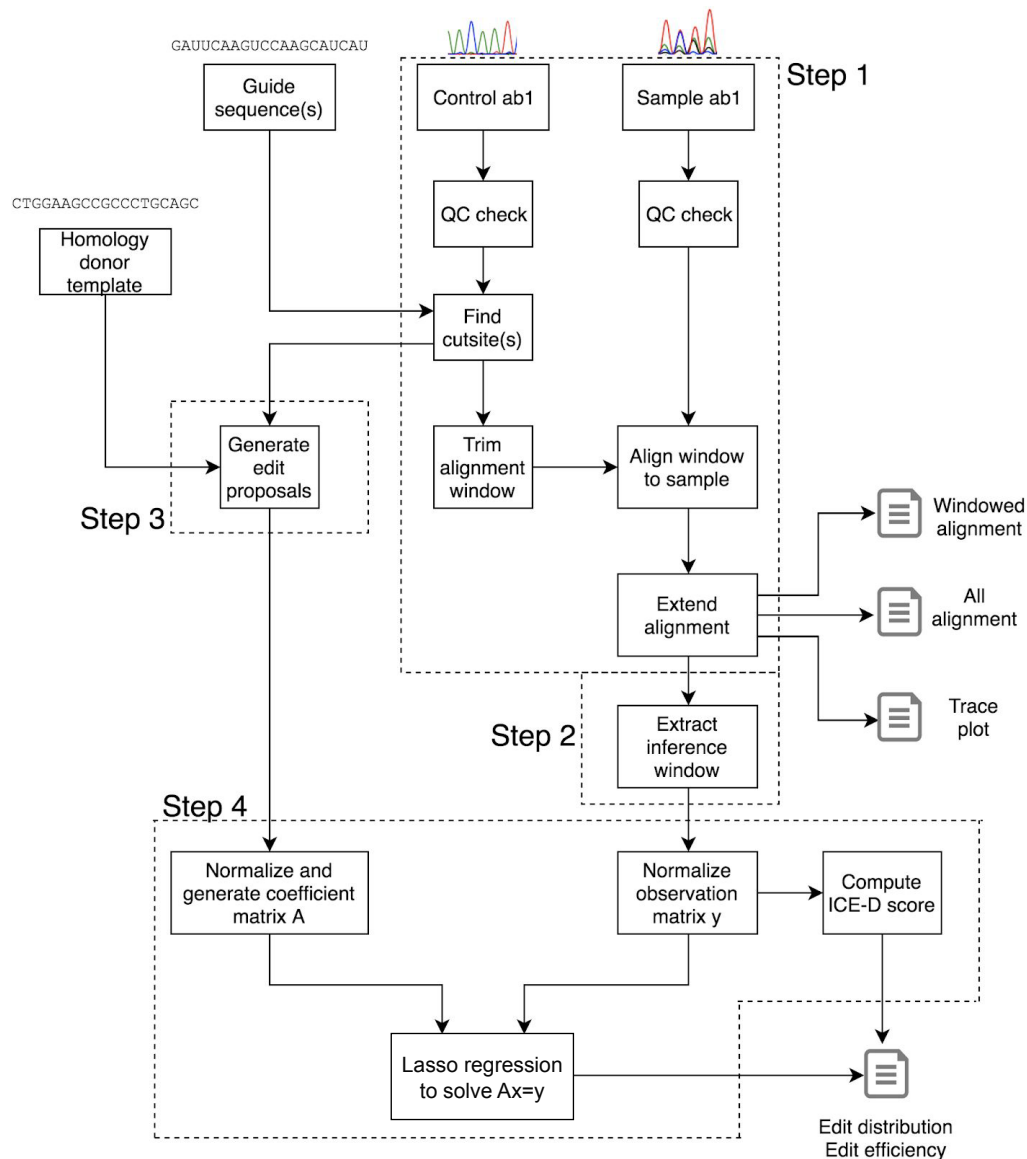 GAUUCAAGUCCAAGCAUCAU
Guide
sequence(s)
Control ab1
Sample ab1
Step 1
QC check
QC check
CTGGAAGCCGCCCTGCAGC
Homology
donor
template
Find
cutsite(s)
Generate
edit
proposals
Step 3
Trim
alignment
window
Align window
to sample
Windowed
alignment
Extend
alignment
All
alignment
Trace
plot
Step 2
Extract
inference
window
Step 4
Normalize and
generate coefficient
matrix A
Normalize
observation
matrix y
Compute
ICE-D score
Lasso regression
to solve Ax=y
Edit distribution
Edit efficiency